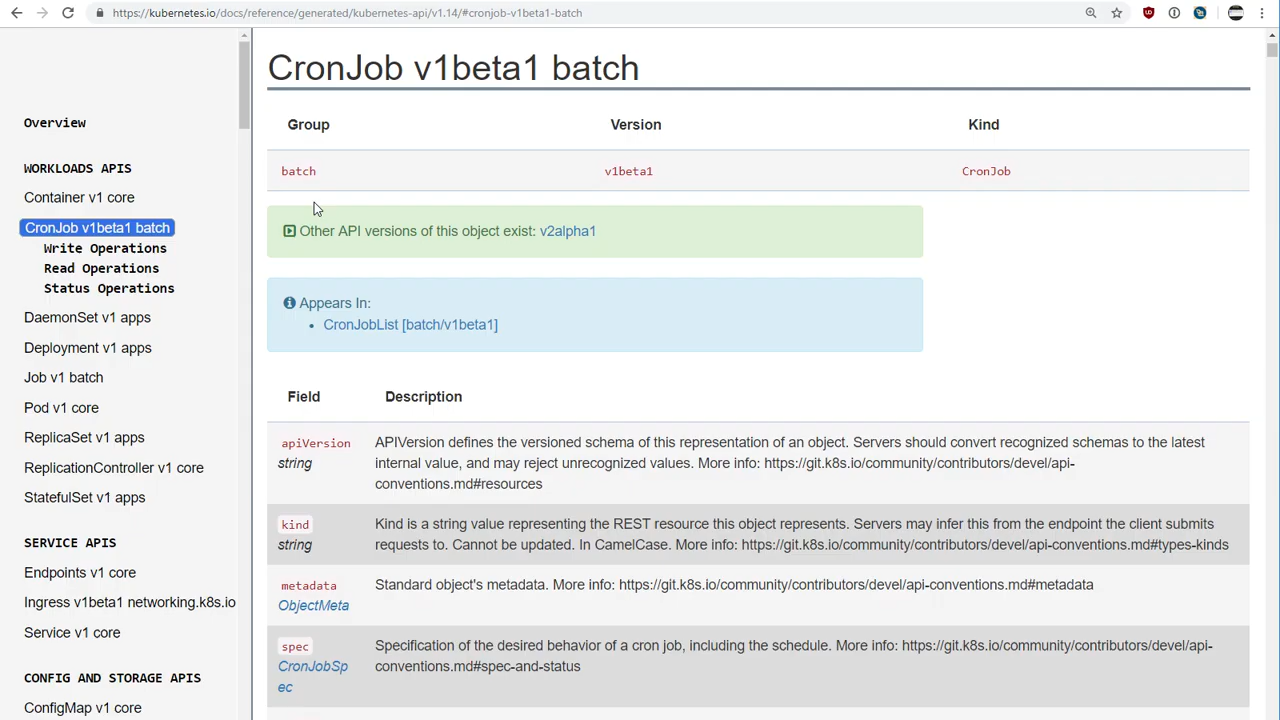 https://kubernetes.io/docs/reference/generated/kubernetes-api/v1.14/#cronjob-v1beta1-batch
Overview
WORKLOADS APIS
Container v1 core
CronJob v1beta1 batch
Write Operations
Read Operations
Status Operations
DaemonSet v1 apps
Deployment v1 apps
Job v1 batch
Pod v1 core
ReplicaSet v1 apps
ReplicationController v1 core
StatefulSet v1 apps
SERVICE APIS
Endpoints v1 core
Ingress v1beta1 networking.k8s.io
Service v1 core
CONFIG AND STORAGE APIS
ConfigMap v1 core
CronJob v1beta1 batch
Group Version Kind
batch v1beta1 CronJob
Other API versions of this object exist: v2alpha1
Appears In:
• CronJobList [batch/v1beta1]
Field Description
apiVersion
string
APIVersion defines the versioned schema of this representation of an object. Servers should convert recognized schemas to the latest
internal value, and may reject unrecognized values. More info: https://git.k8s.io/community/contributors/devel/api-
conventions.md#resources
kind
string
Kind is a string value representing the REST resource this object represents. Servers may infer this from the endpoint the client submits
requests to. Cannot be updated. In CamelCase. More info: https://git.k8s.io/community/contributors/devel/api-conventions.md#types-kinds
metadata
ObjectMeta
Standard object's metadata. More info: https://git.k8s.io/community/contributors/devel/api-conventions.md#metadata
spec
CronJobSp
ec
Specification of the desired behavior of a cron job, including the schedule. More info: https://git.k8s.io/community/contributors/devel/api-
conventions.md#spec-and-status